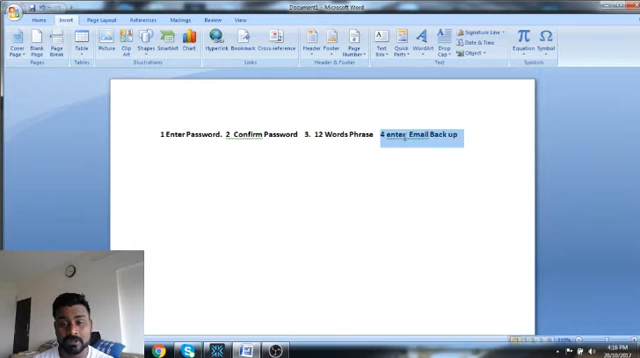 Document1 - Microsoft Word
Home Insert Page Layout References Mailings Review View
Cover Page Blank Page Page Break Table Picture Clip Art Shapes SmartArt Chart Hyperlink Bookmark Cross-reference Header Footer Page Number Text Box Quick Parts WordArt Drop Cap Signature Line Date & Time Object Equation Symbol
Pages Tables Illustrations Links Header & Footer Text Symbols
1 Enter Password. 2 Confirm Password 3. 12 Words Phrase 4 enter Email Back up
4:16 PM
20/10/2017